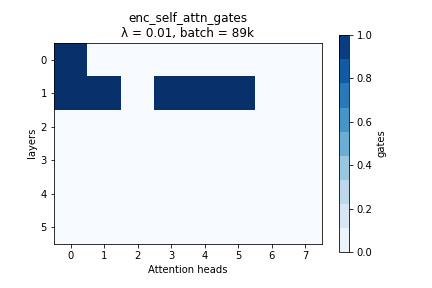 enc_self_attn_gates
λ = 0.01, batch = 89k
layers
0
1
2
3
4
5
0 1 2 3 4 5 6 7
Attention heads
1.0
0.8
0.6
0.4
0.2
0.0
gates